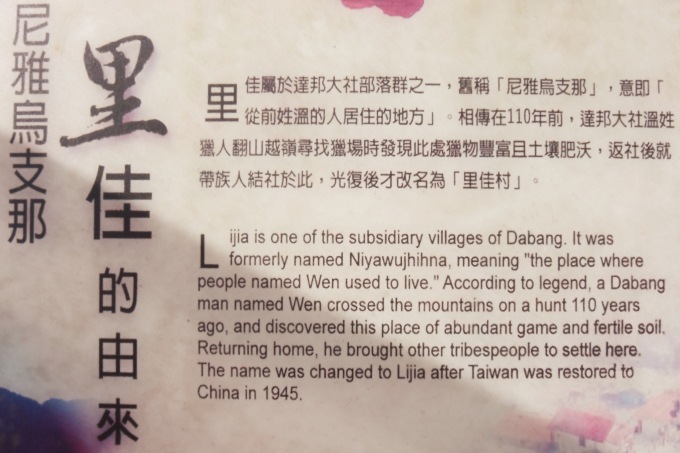 尼雅烏支那
里佳的由來
里佳屬於達邦大社部落群之一，舊稱「尼雅烏支那」，意即「
從前姓溫的人居住的地方」。相傳在110年前，達邦大社溫姓
獵人翻山越嶺尋找獵場時發現此處獵物豐富且土壤肥沃，返社後就
帶族人結社於此，光復後才改名為「里佳村」。
Lijia is one of the subsidiary villages of Dabang. It was
formerly named Niyawujhihna, meaning "the place where
people named Wen used to live." According to legend, a Dabang
man named Wen crossed the mountains on a hunt 110 years
ago, and discovered this place of abundant game and fertile soil.
Returning home, he brought other tribespeople to settle here.
The name was changed to Lijia after Taiwan was restored to
China in 1945.